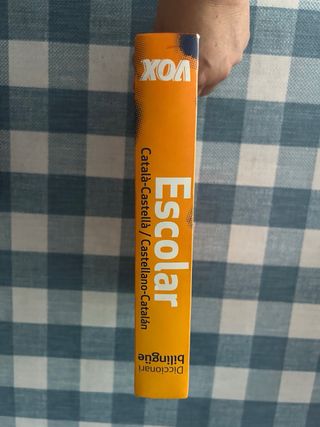 VOX
Escolar
Català-Castellà / Castellano-Catalán
Diccionari
bilingüe